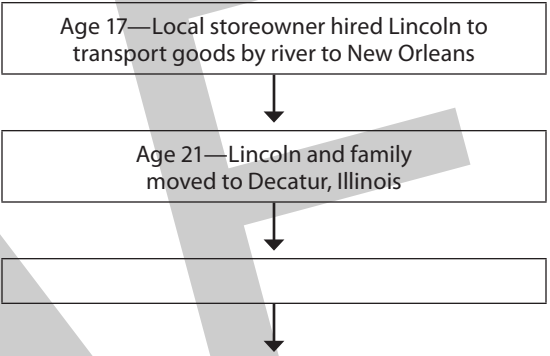 Age 17—Local storeowner hired Lincoln to
transport goods by river to New Orleans
Age 21—Lincoln and family
moved to Decatur, Illinois